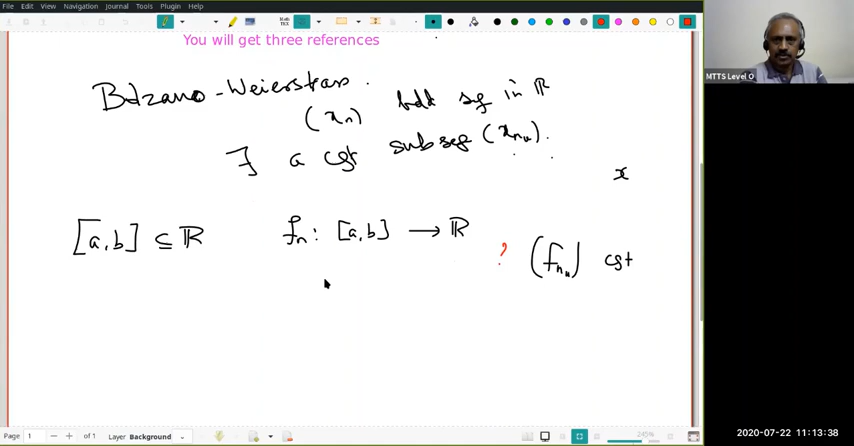 File Edit View Navigation Journal Tools Plugin Help
You will get three references
Bolzano-Weierstrass.
(xn) bdd sq in ℝ
∃ a cgt subseq (xnk).
x
[a,b] ⊆ ℝ fn: [a,b] → ℝ
? (fnk) cgt
MTTS Level O
Page 1 of 1 Layer Background 245%
2020-07-22 11:13:38